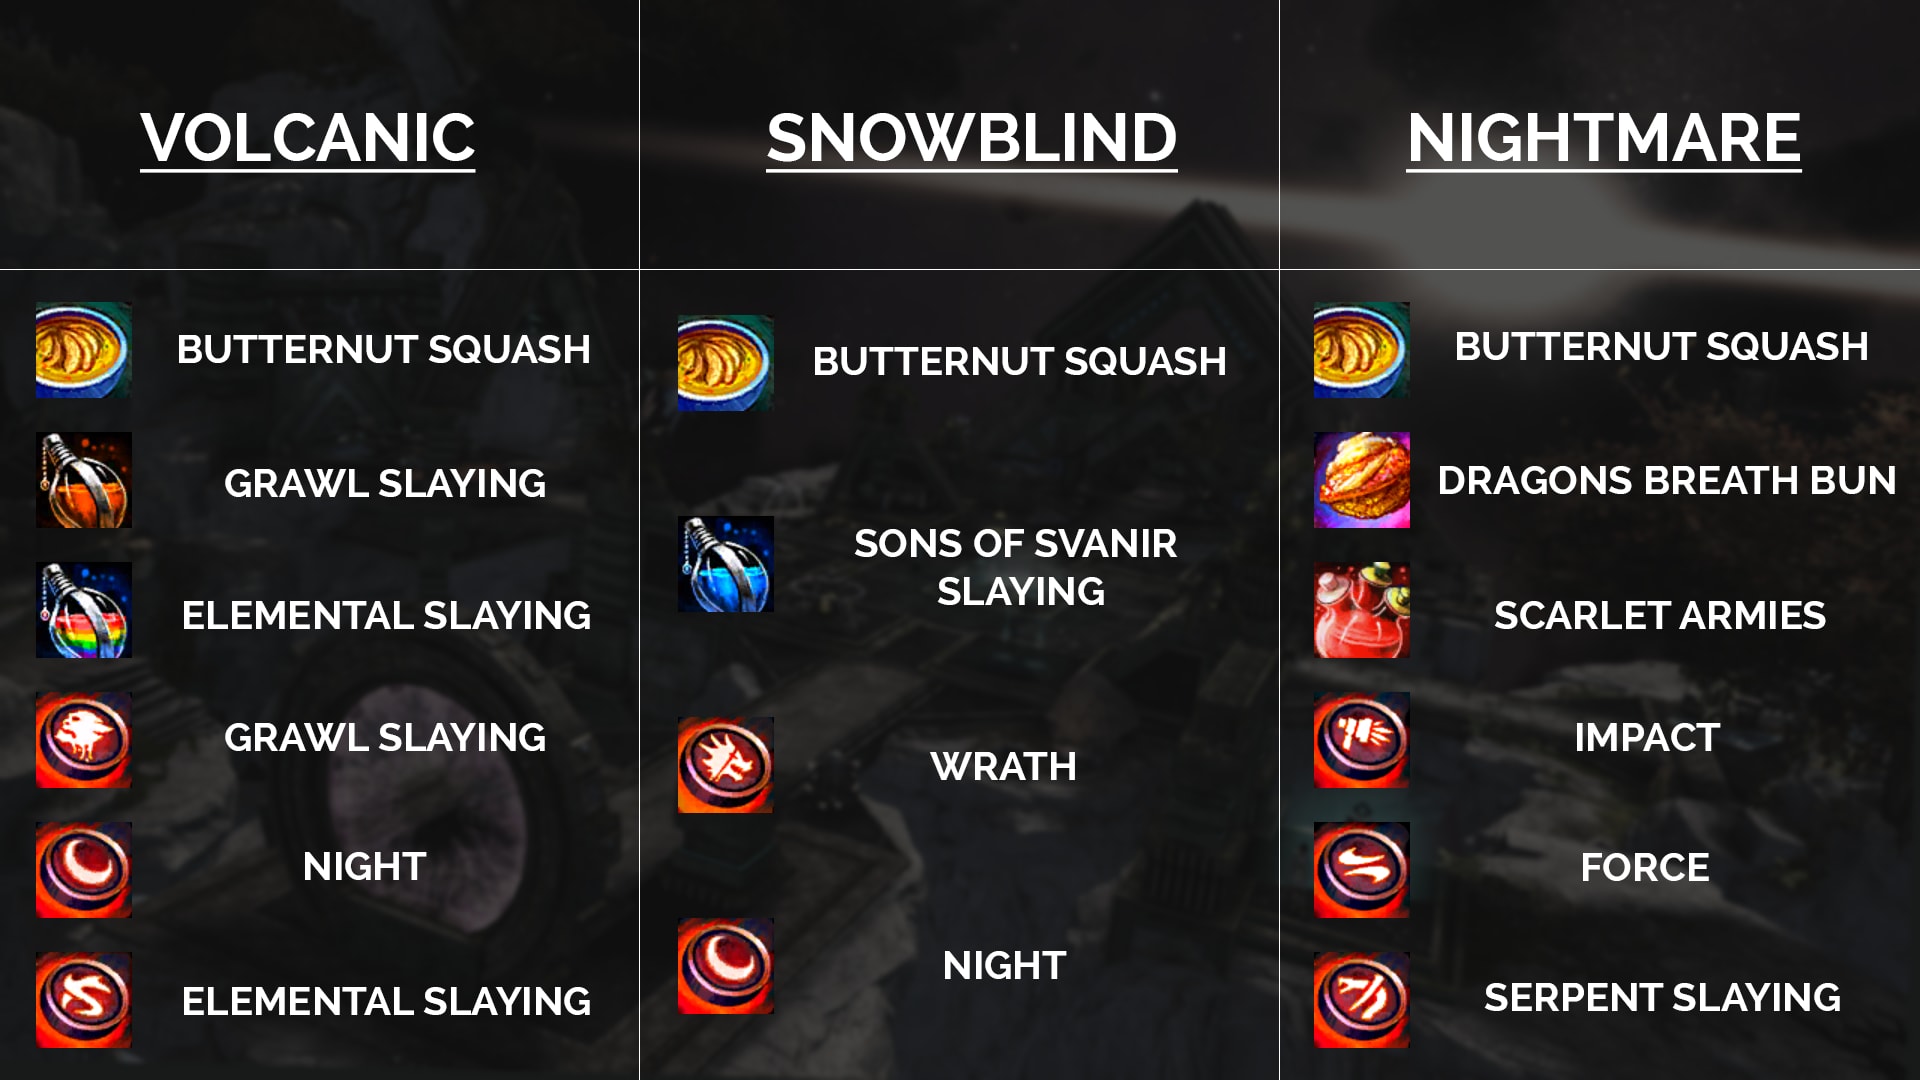 VOLCANIC
BUTTERNUT SQUASH
GRAWL SLAYING
ELEMENTAL SLAYING
GRAWL SLAYING
NIGHT
ELEMENTAL SLAYING
SNOWBLIND
BUTTERNUT SQUASH
SONS OF SVANIR
SLAYING
WRATH
NIGHT
NIGHTMARE
BUTTERNUT SQUASH
DRAGONS BREATH BUN
SCARLET ARMIES
IMPACT
FORCE
SERPENT SLAYING